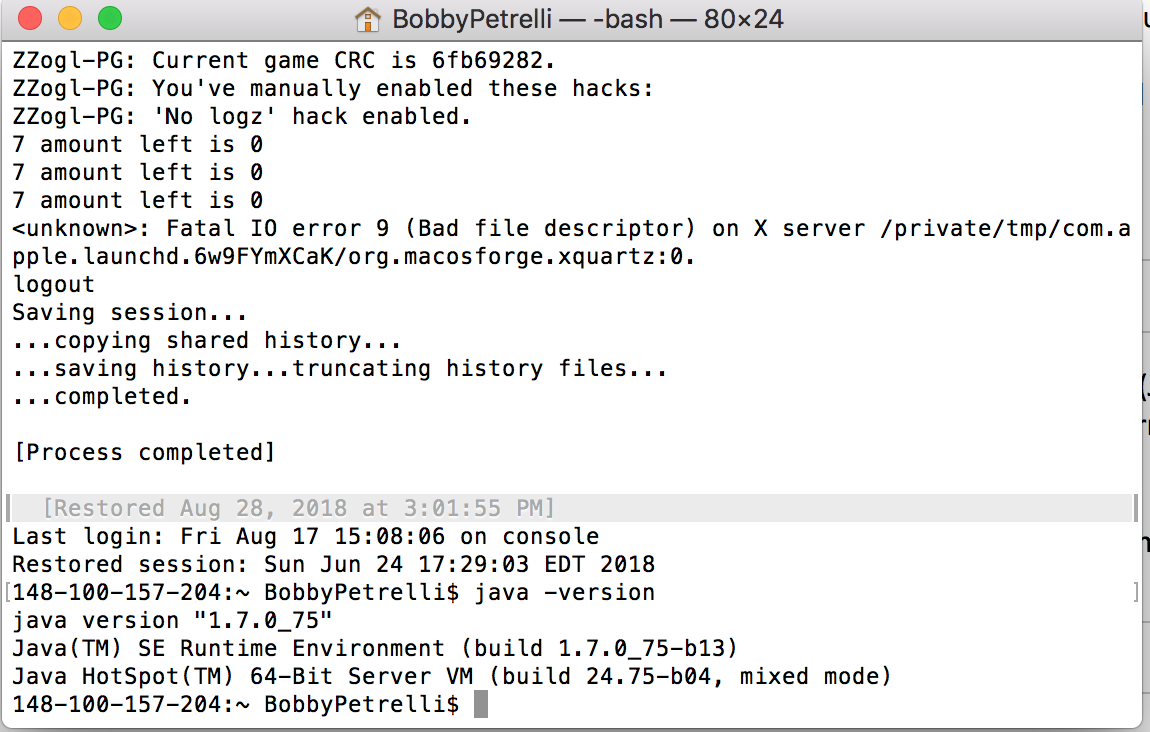 BobbyPetrelli — -bash — 80×24
ZZogl-PG: Current game CRC is 6fb69282.
ZZogl-PG: You've manually enabled these hacks:
ZZogl-PG: 'No logz' hack enabled.
7 amount left is 0
7 amount left is 0
7 amount left is 0
<unknown>: Fatal IO error 9 (Bad file descriptor) on X server /private/tmp/com.a
pple.launchd.6w9FYmXCaK/org.macosforge.xquartz:0.
logout
Saving session...
...copying shared history...
...saving history...truncating history files...
...completed.
[Process completed]
[Restored Aug 28, 2018 at 3:01:55 PM]
Last login: Fri Aug 17 15:08:06 on console
Restored session: Sun Jun 24 17:29:03 EDT 2018
[148-100-157-204:~ BobbyPetrelli$ java -version ]
java version "1.7.0_75"
Java(TM) SE Runtime Environment (build 1.7.0_75-b13)
Java HotSpot(TM) 64-Bit Server VM (build 24.75-b04, mixed mode)
148-100-157-204:~ BobbyPetrelli$